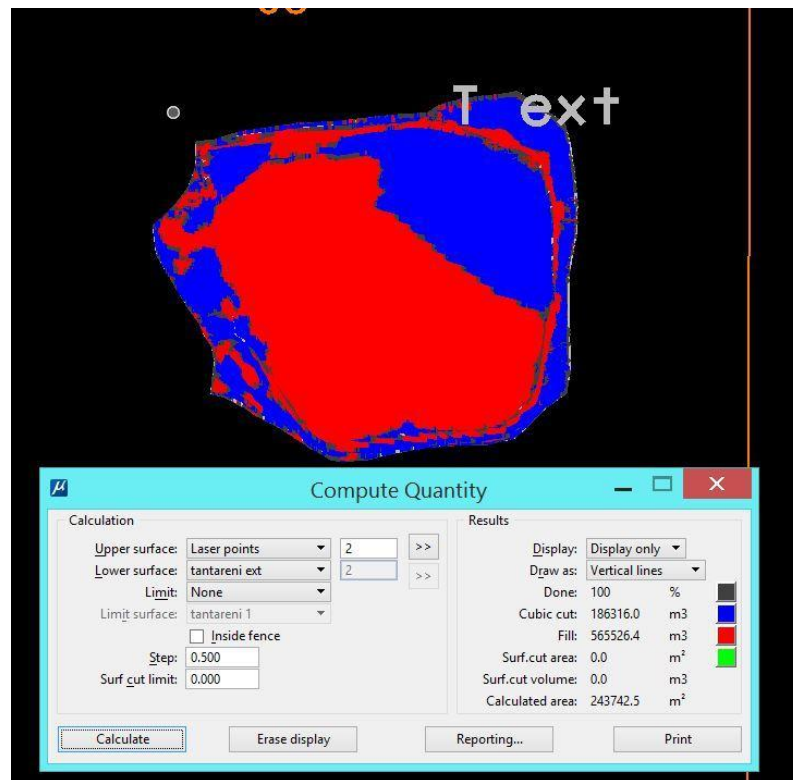 T ext
µ Compute Quantity
Calculation
Upper surface: Laser points 2 >>
Lower surface: tantareni ext 2 >>
Limit: None
Limit surface: tantareni 1
Inside fence
Step: 0.500
Surf cut limit: 0.000
Results
Display: Display only
Draw as: Vertical lines
Done: 100 %
Cubic cut: 186316.0 m3
Fill: 565526.4 m3
Surf.cut area: 0.0 m²
Surf.cut volume: 0.0 m3
Calculated area: 243742.5 m²
Calculate Erase display Reporting... Print